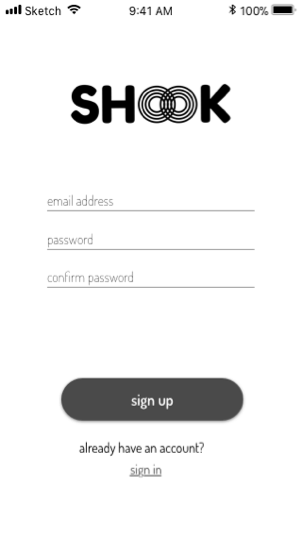 Sketch 9:41 AM 100%
SHOOK
email address
password
confirm password
sign up
already have an account?
sign in